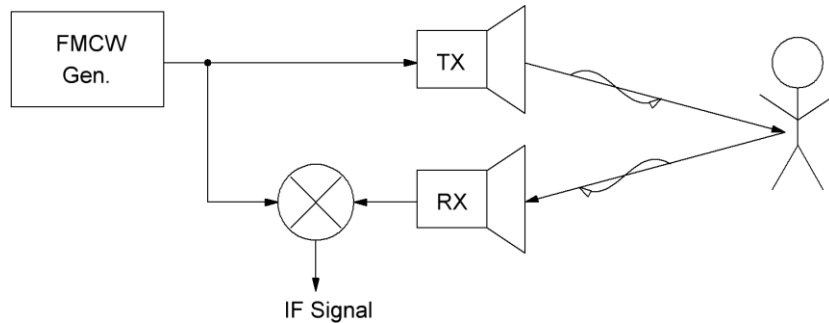 FMCW
Gen.
TX
RX
IF Signal